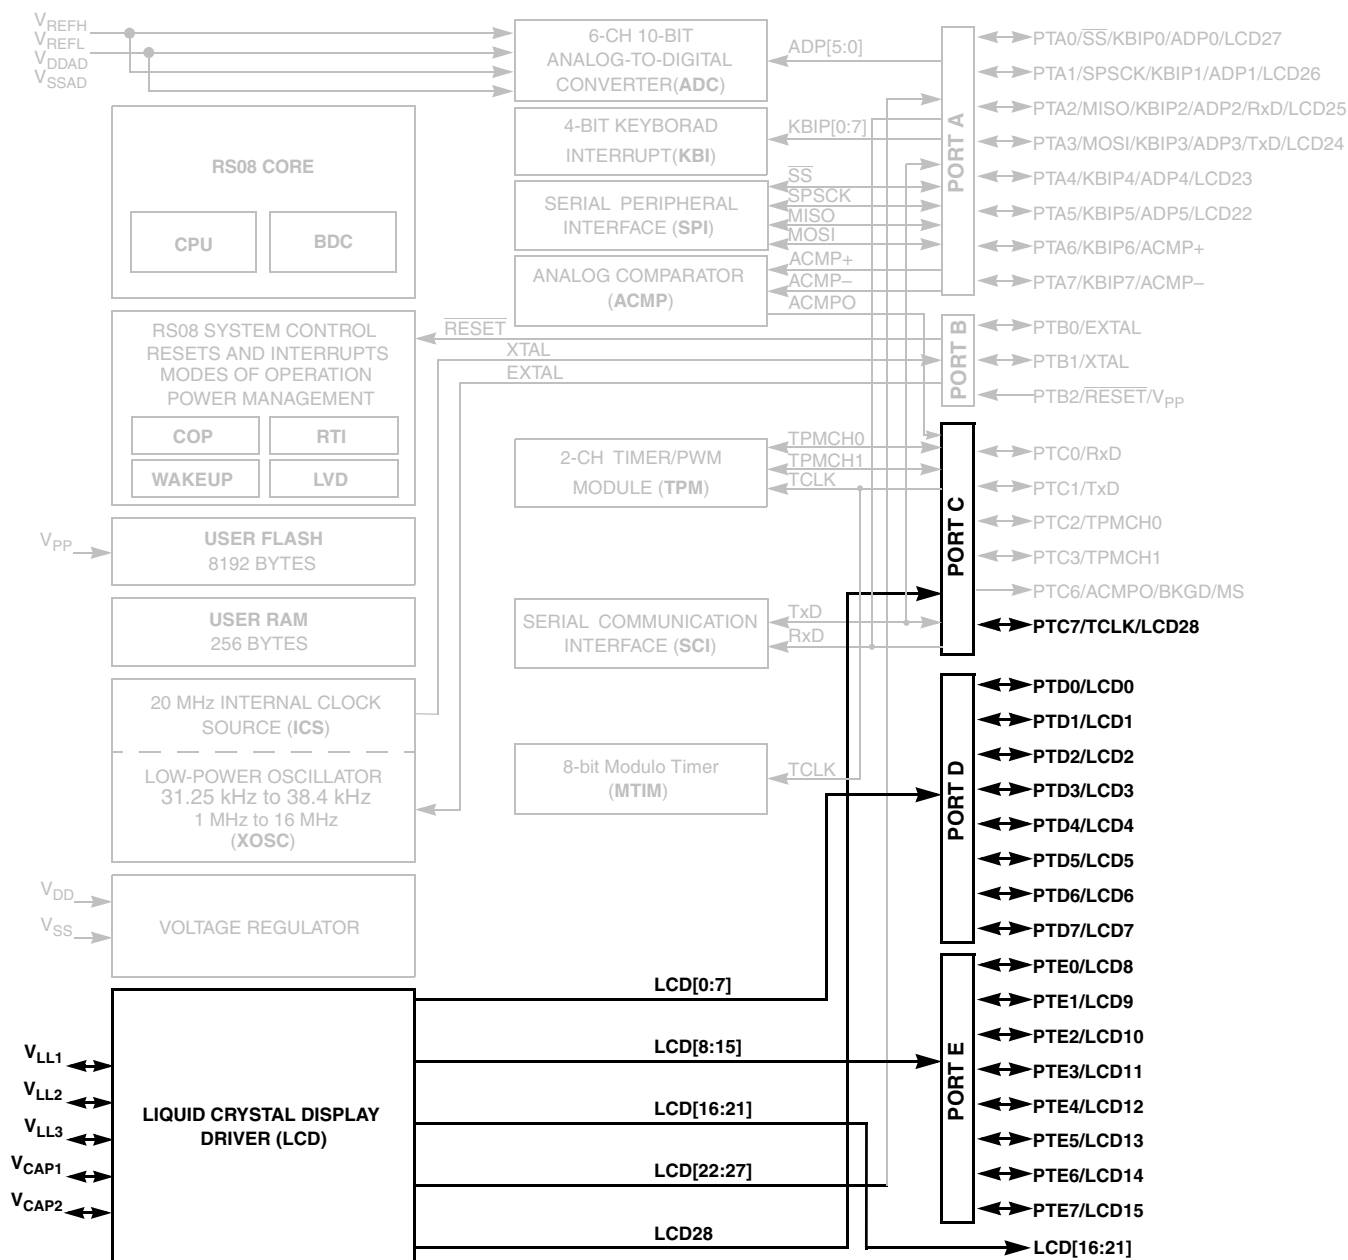 VREFH
VREFL
VDDAD
VSSAD
6-CH 10-BIT
ANALOG-TO-DIGITAL
CONVERTER(ADC)
ADP[5:0]
4-BIT KEYBORAD
INTERRUPT(KBI)
KBIP[0:7]
SERIAL PERIPHERAL
INTERFACE (SPI)
SS
SPSCK
MISO
MOSI
ANALOG COMPARATOR
(ACMP)
ACMP+
ACMP–
ACMPO
PORT A
PTA0/SS/KBIP0/ADP0/LCD27
PTA1/SPSCK/KBIP1/ADP1/LCD26
PTA2/MISO/KBIP2/ADP2/RxD/LCD25
PTA3/MOSI/KBIP3/ADP3/TxD/LCD24
PTA4/KBIP4/ADP4/LCD23
PTA5/KBIP5/ADP5/LCD22
PTA6/KBIP6/ACMP+
PTA7/KBIP7/ACMP–
RS08 CORE
CPU
BDC
RS08 SYSTEM CONTROL
RESETS AND INTERRUPTS
MODES OF OPERATION
POWER MANAGEMENT
COP
RTI
WAKEUP
LVD
RESET
XTAL
EXTAL
PORT B
PTB0/EXTAL
PTB1/XTAL
PTB2/RESET/VPP
2-CH TIMER/PWM
MODULE (TPM)
TPMCH0
TPMCH1
TCLK
PORT C
PTC0/RxD
PTC1/TxD
PTC2/TPMCH0
PTC3/TPMCH1
PTC6/ACMPO/BKGD/MS
PTC7/TCLK/LCD28
VPP
USER FLASH
8192 BYTES
USER RAM
256 BYTES
SERIAL COMMUNICATION
INTERFACE (SCI)
TxD
RxD
20 MHz INTERNAL CLOCK
SOURCE (ICS)
LOW-POWER OSCILLATOR
31.25 kHz to 38.4 kHz
1 MHz to 16 MHz
(XOSC)
8-bit Modulo Timer
(MTIM)
TCLK
PORT D
PTD0/LCD0
PTD1/LCD1
PTD2/LCD2
PTD3/LCD3
PTD4/LCD4
PTD5/LCD5
PTD6/LCD6
PTD7/LCD7
VDD
VSS
VOLTAGE REGULATOR
VLL1
VLL2
VLL3
VCAP1
VCAP2
LIQUID CRYSTAL DISPLAY
DRIVER (LCD)
LCD[0:7]
LCD[8:15]
LCD[16:21]
LCD[22:27]
LCD28
PORT E
PTE0/LCD8
PTE1/LCD9
PTE2/LCD10
PTE3/LCD11
PTE4/LCD12
PTE5/LCD13
PTE6/LCD14
PTE7/LCD15
LCD[16:21]